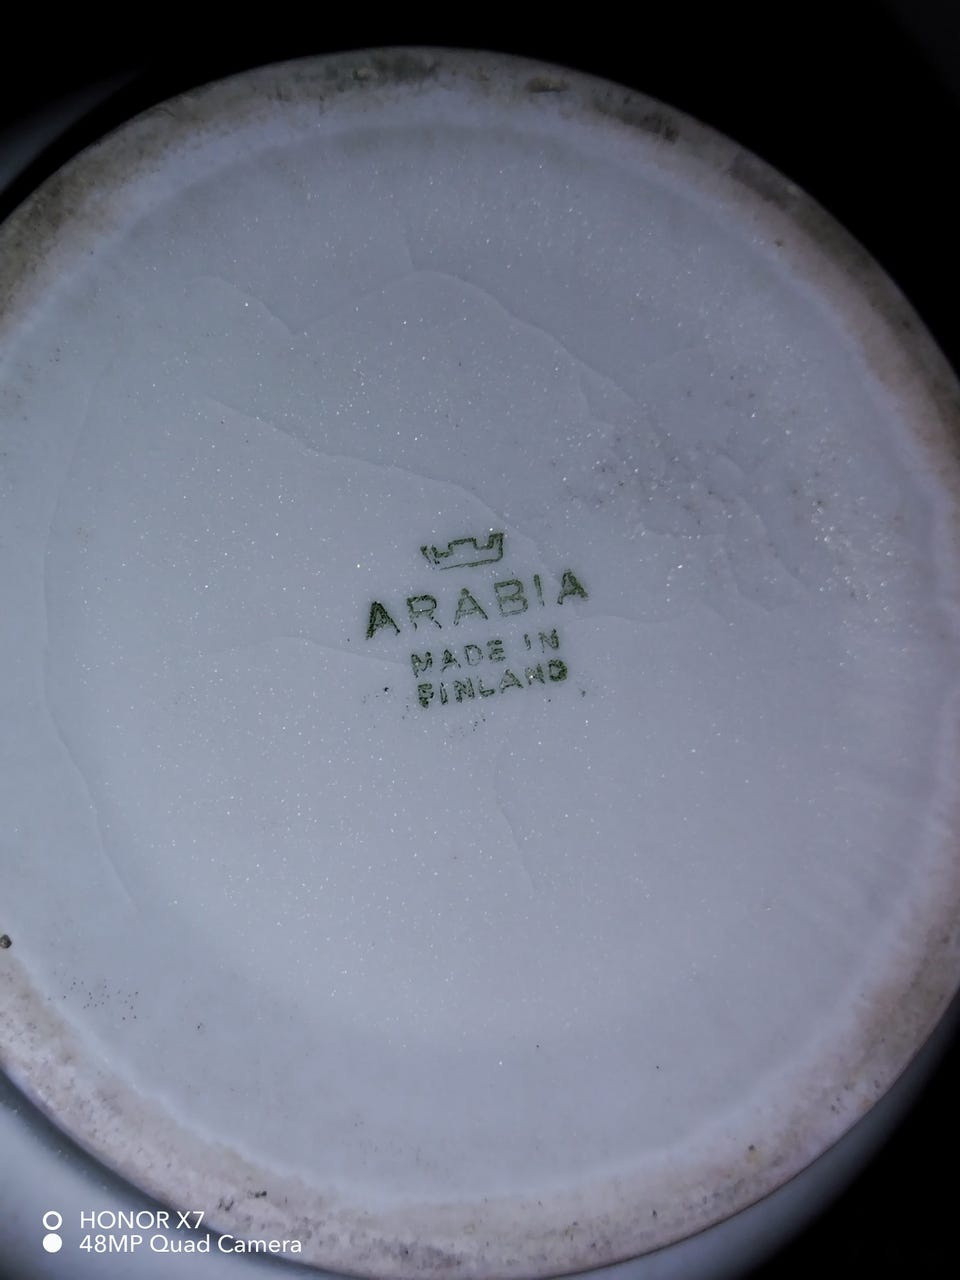 ARABIA
MADE IN
FINLAND
HONOR X7
48MP Quad Camera